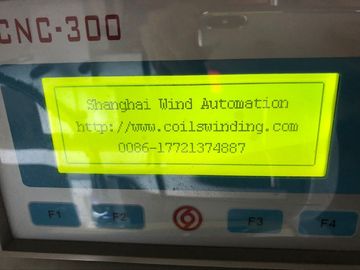 CNC-300
Shanghai Wind Automation
http://www.coilswinding.com
0086-17721374887
F1 F2 F3 F4